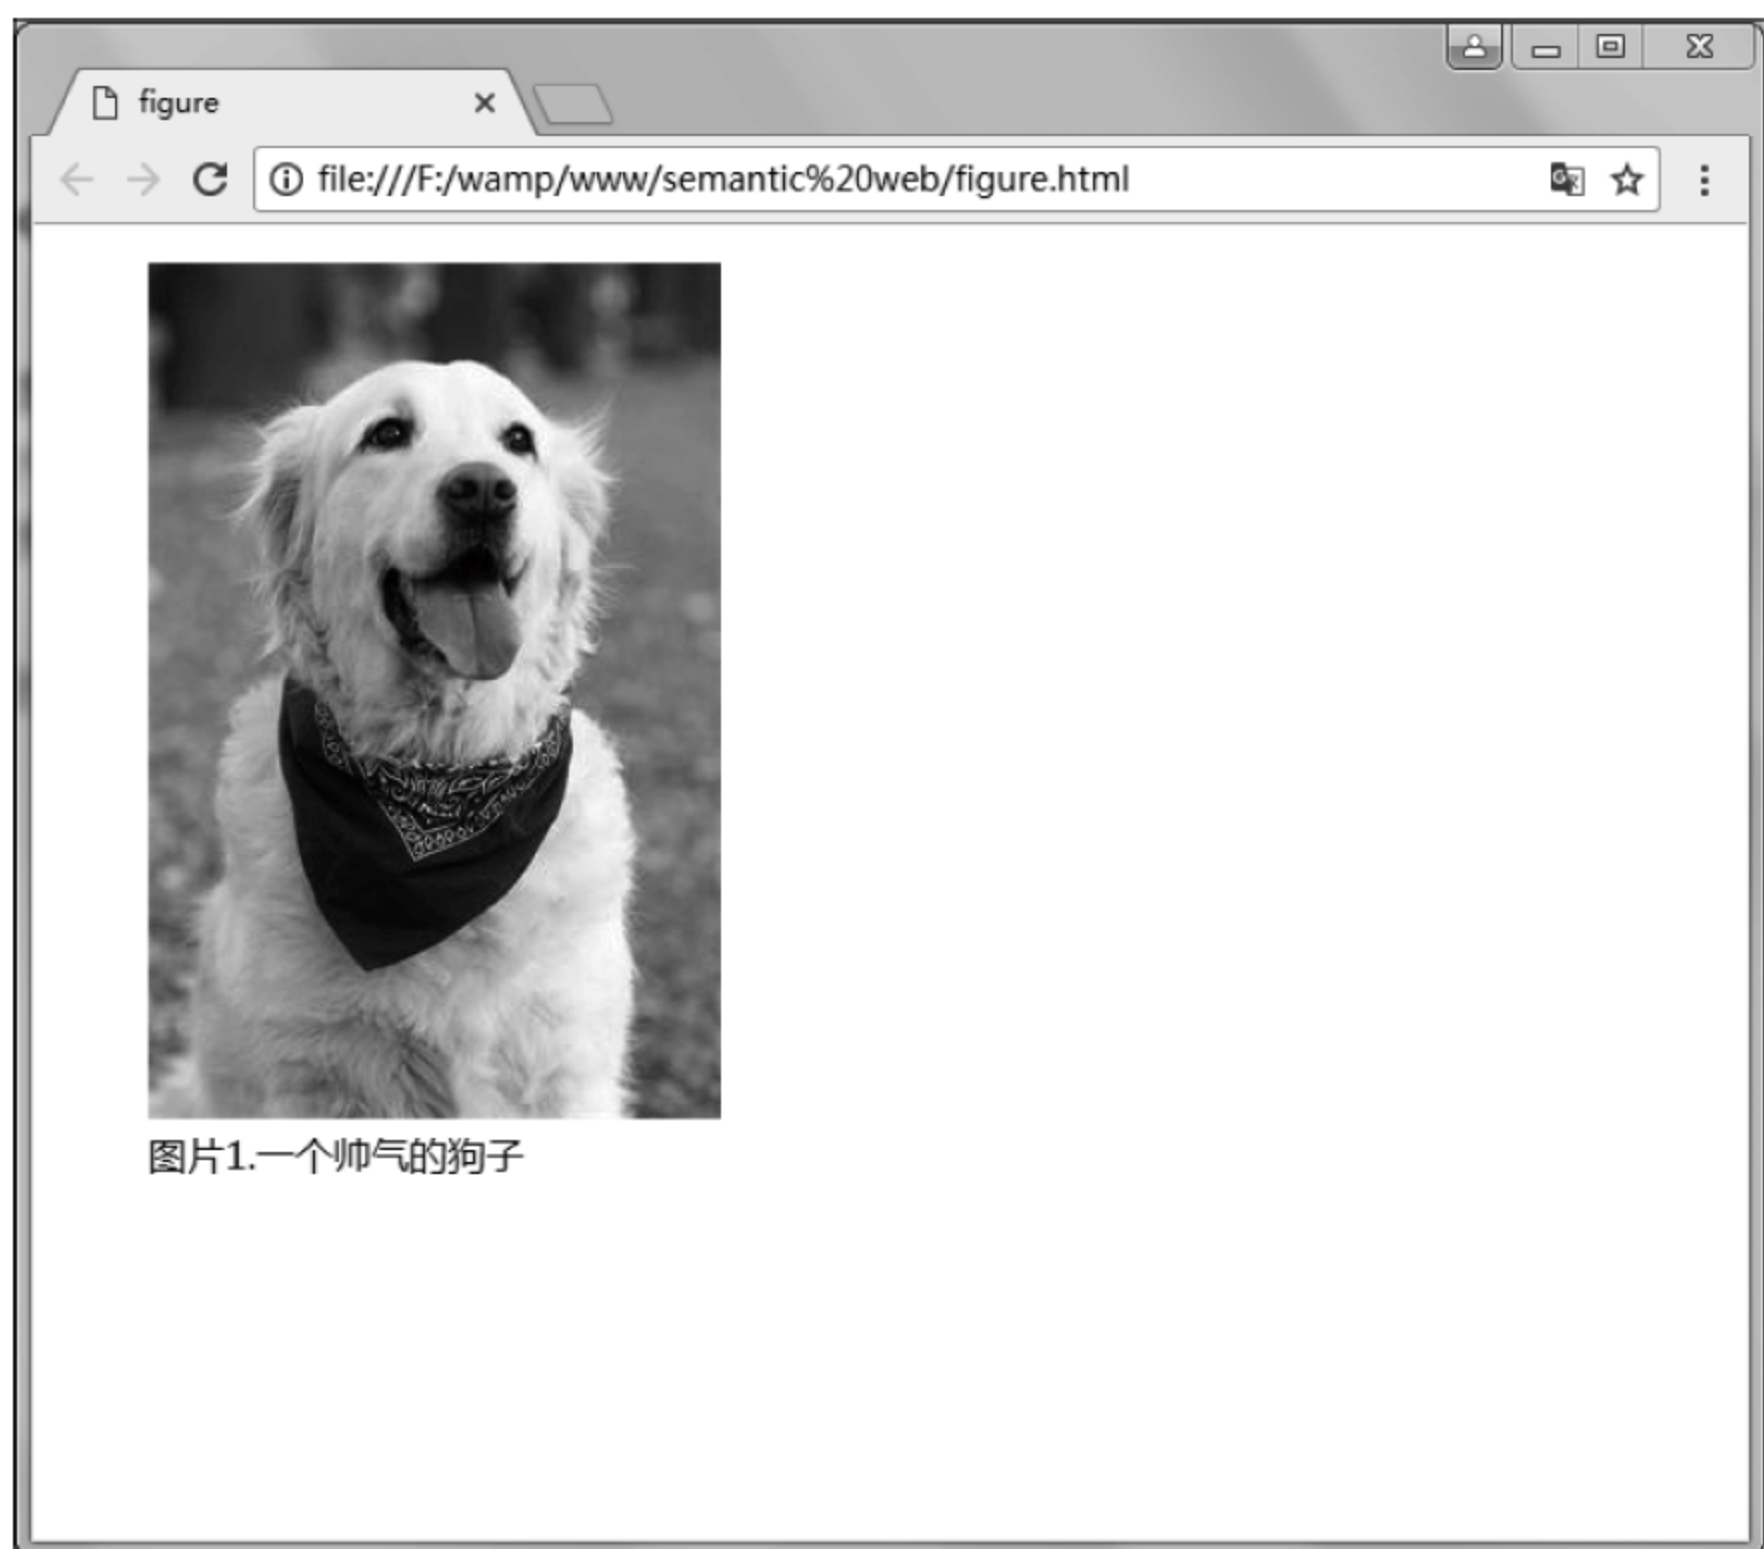 figure
file:///F:/wamp/www/semantic%20web/figure.html
图片1.一个帅气的狗子